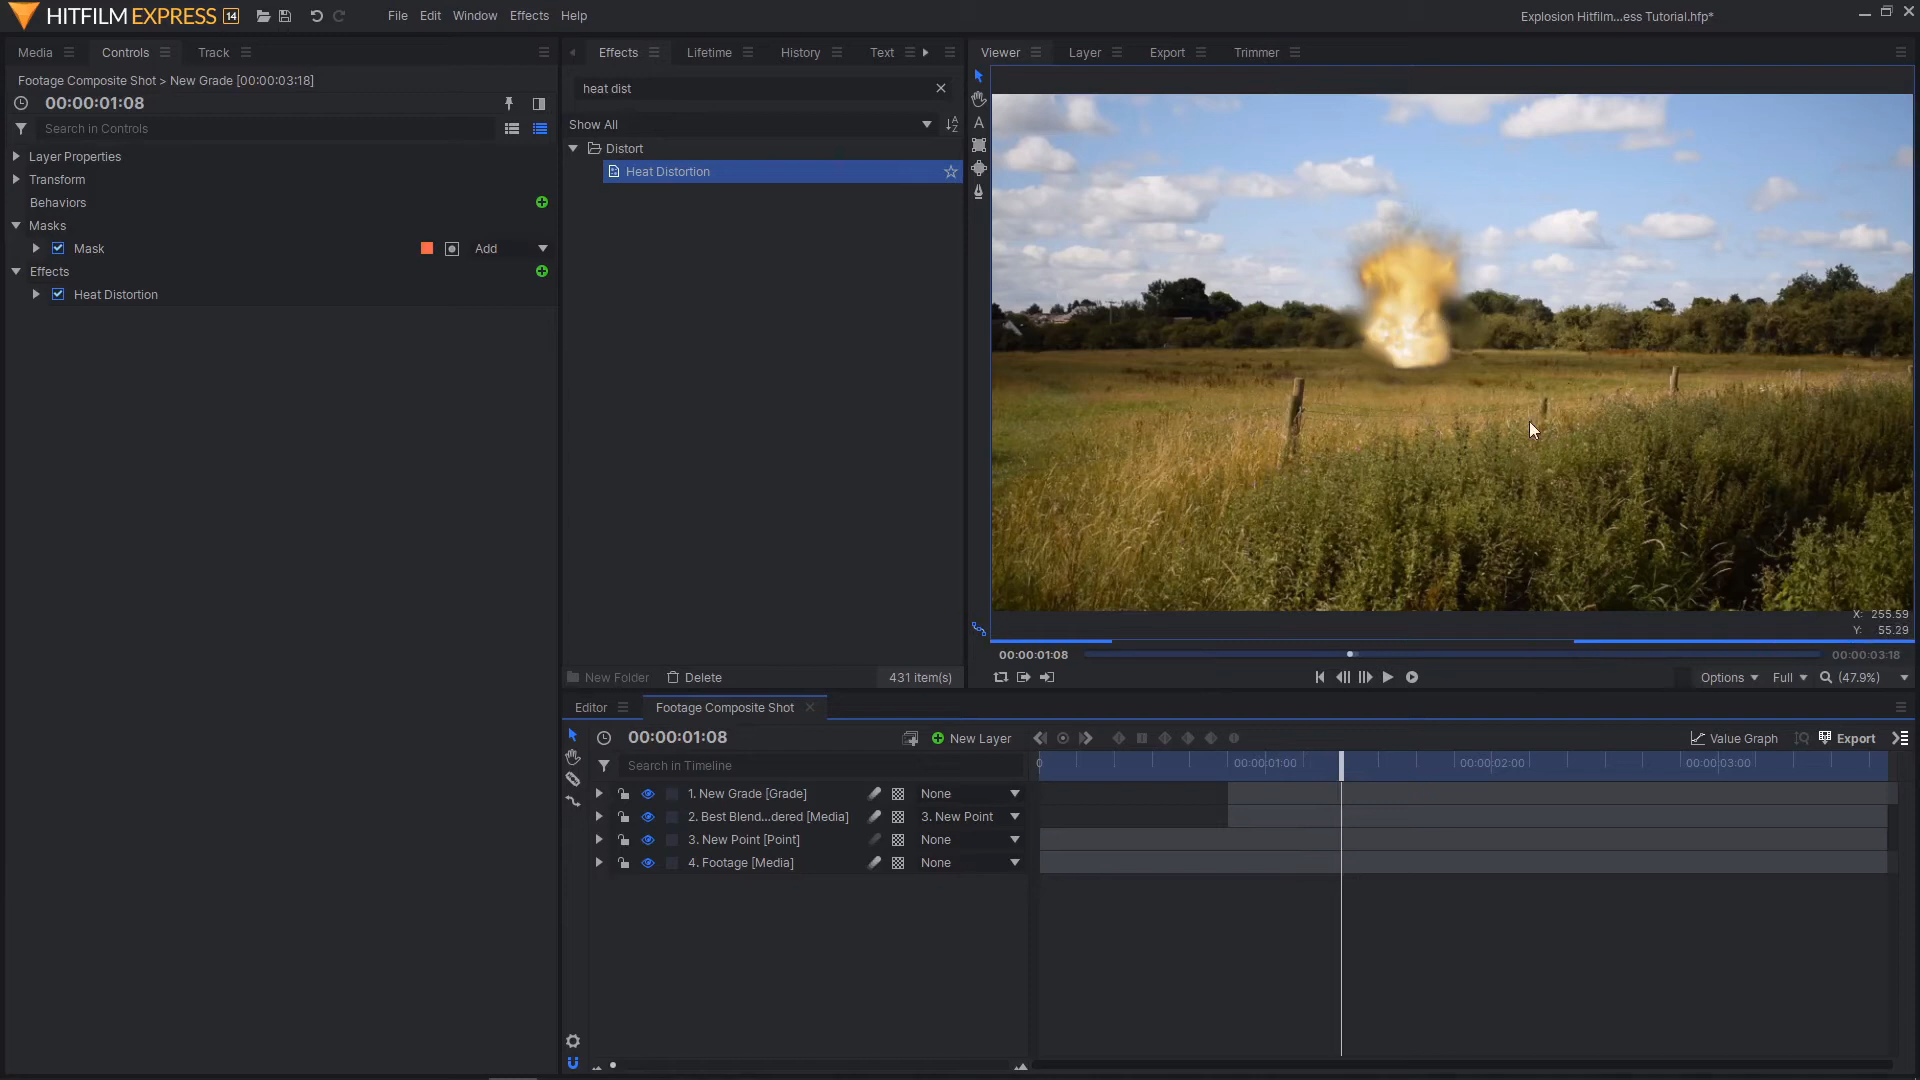 HITFILM EXPRESS 14
File Edit Window Effects Help
Explosion Hitfilm...ess Tutorial.hfp*
Media Controls Track
Effects Lifetime History Text
Viewer Layer Export Trimmer
Footage Composite Shot > New Grade [00:00:03:18]
00:00:01:08
Search in Controls
Layer Properties
Transform
Behaviors
Masks
Mask Add
Effects
Heat Distortion
heat dist
Show All
Distort
Heat Distortion
New Folder Delete 431 item(s)
X: 255.59
Y: 55.29
00:00:01:08 00:00:03:18
Options Full (47.9%)
Editor Footage Composite Shot
00:00:01:08 New Layer Value Graph Export
Search in Timeline
0 00:00:01:00 00:00:02:00 00:00:03:00
1. New Grade [Grade] None
2. Best Blend...dered [Media] 3. New Point
3. New Point [Point] None
4. Footage [Media] None